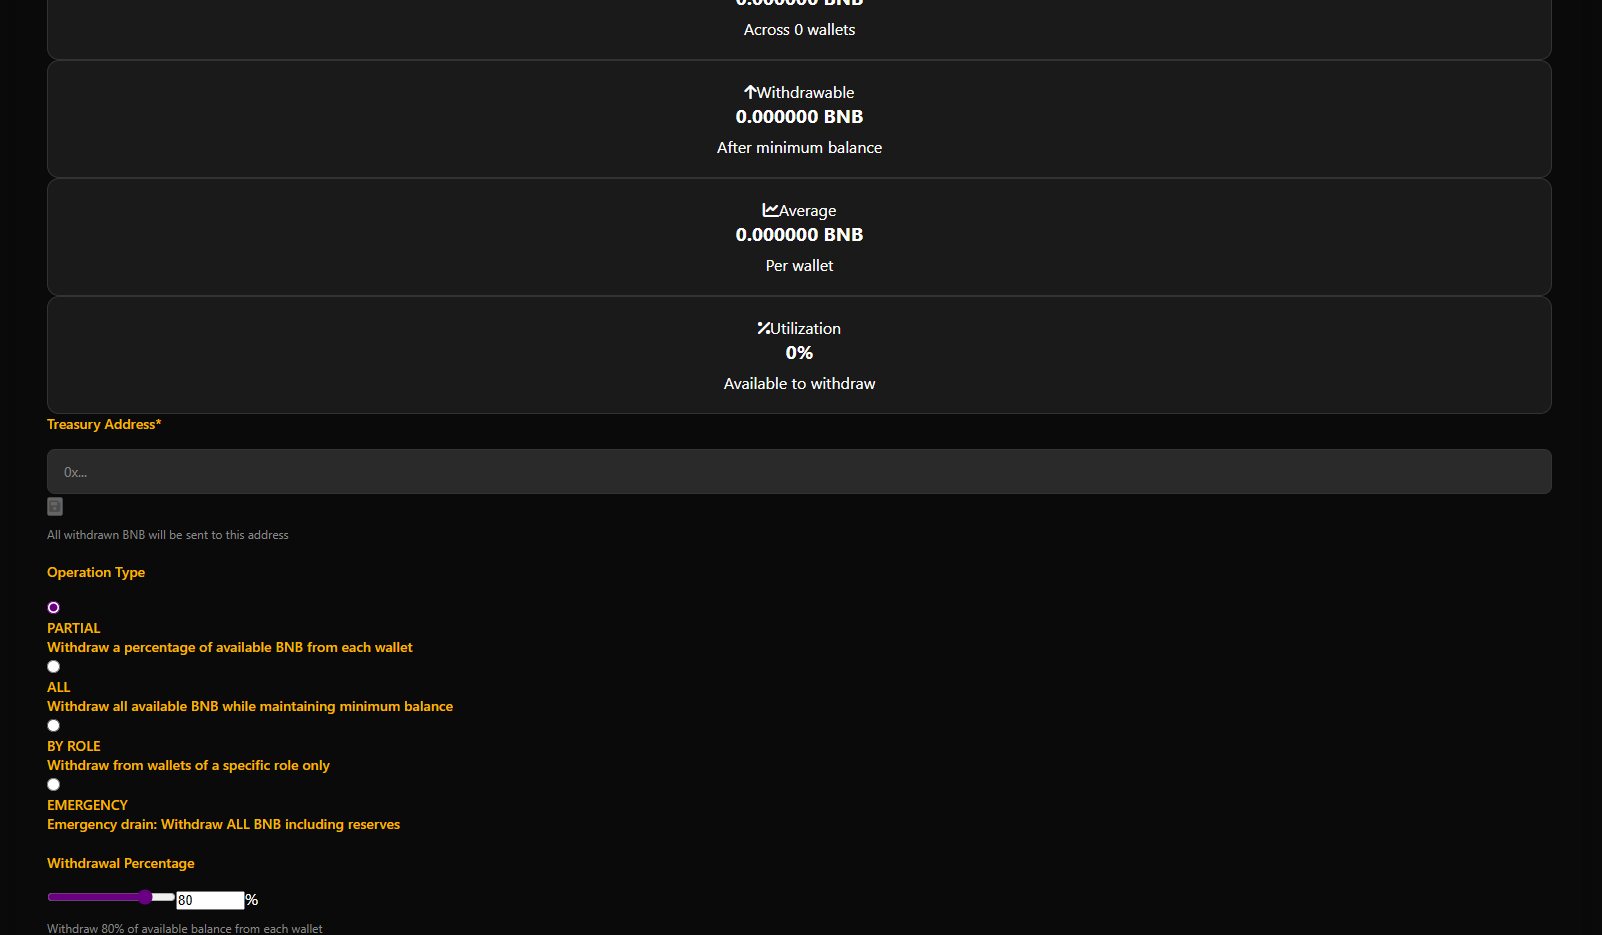 0.000000 BNB
Across 0 wallets
Withdrawable
0.000000 BNB
After minimum balance
Average
0.000000 BNB
Per wallet
Utilization
0%
Available to withdraw
Treasury Address*
0x...
All withdrawn BNB will be sent to this address
Operation Type
PARTIAL
Withdraw a percentage of available BNB from each wallet
ALL
Withdraw all available BNB while maintaining minimum balance
BY ROLE
Withdraw from wallets of a specific role only
EMERGENCY
Emergency drain: Withdraw ALL BNB including reserves
Withdrawal Percentage
80 %
Withdraw 80% of available balance from each wallet